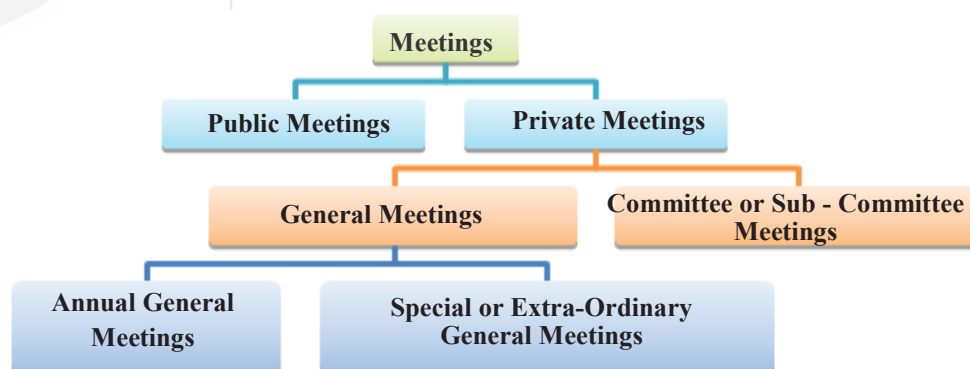 Meetings
Public Meetings
Private Meetings
General Meetings
Committee or Sub - Committee
Meetings
Annual General
Meetings
Special or Extra-Ordinary
General Meetings